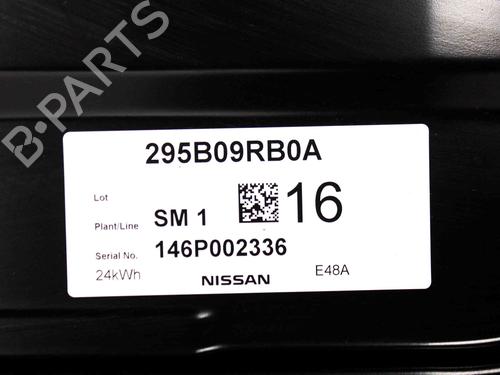 B-PARTS
295B09RB0A
Lot
Plant/Line SM 1 16
Serial No. 146P002336
24kWh NISSAN E48A